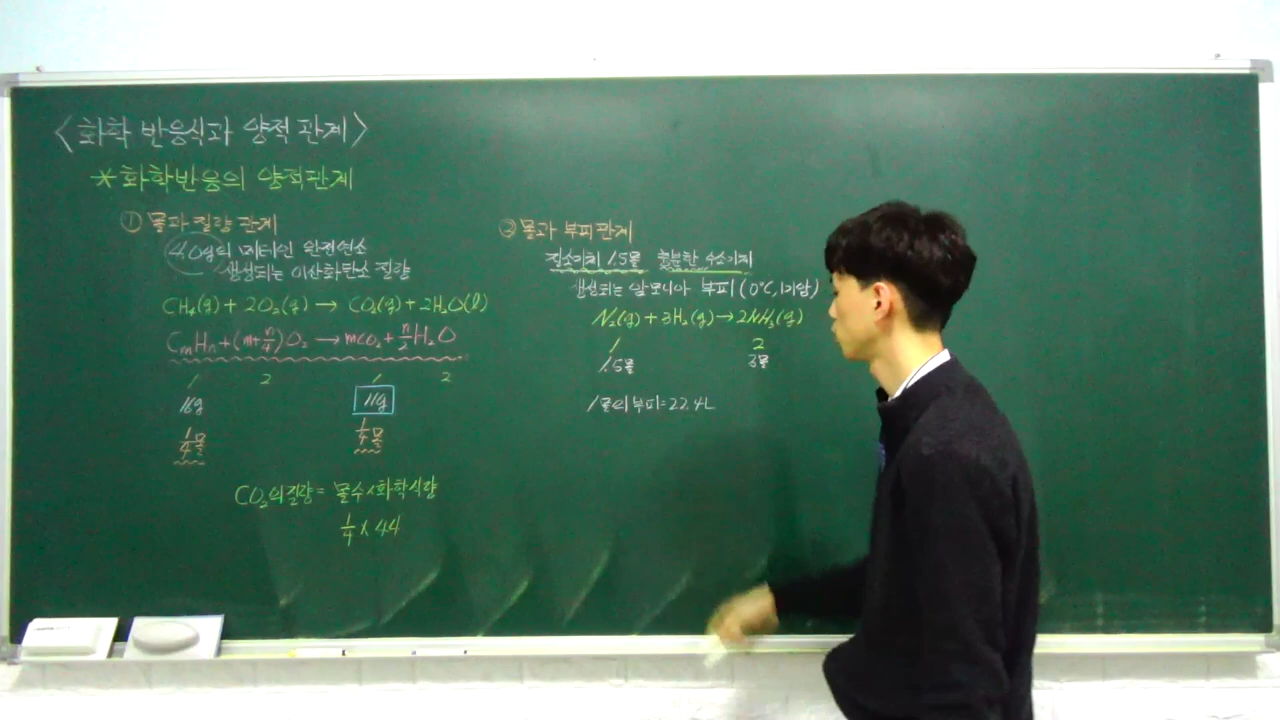 <화학 반응식과 양적 관계>
*화학반응의 양적관계
① 몰과 질량 관계
4.0g의 메테인 완전연소
생성되는 이산화탄소 질량
CH₄(g) + 2O₂(g) → CO₂(g) + 2H₂O(l)
CmHn + (m+n/4)O₂ → mCO₂ + n/2H₂O
1 2 1 2
16g 11g
1/4몰 1/4몰
CO₂의 질량 = 몰수×화학식량
1/4 × 44
② 몰과 부피관계
질소기체 1.5몰 충분한 수소기체
생성되는 암모니아 부피 (0°C, 1기압)
N₂(g) + 3H₂(g) → 2NH₃(g)
1 2
1.5몰 3몰
1몰의 부피 = 22.4L